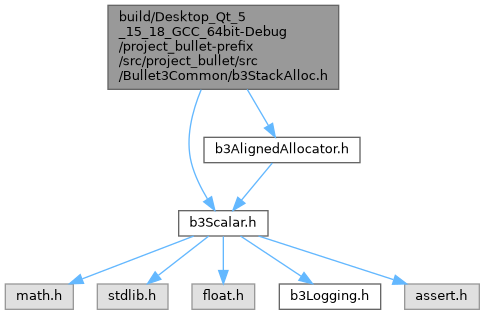 build/Desktop_Qt_5
_15_18_GCC_64bit-Debug
/project_bullet-prefix
/src/project_bullet/src
/Bullet3Common/b3StackAlloc.h
b3AlignedAllocator.h
b3Scalar.h
math.h
stdlib.h
float.h
b3Logging.h
assert.h